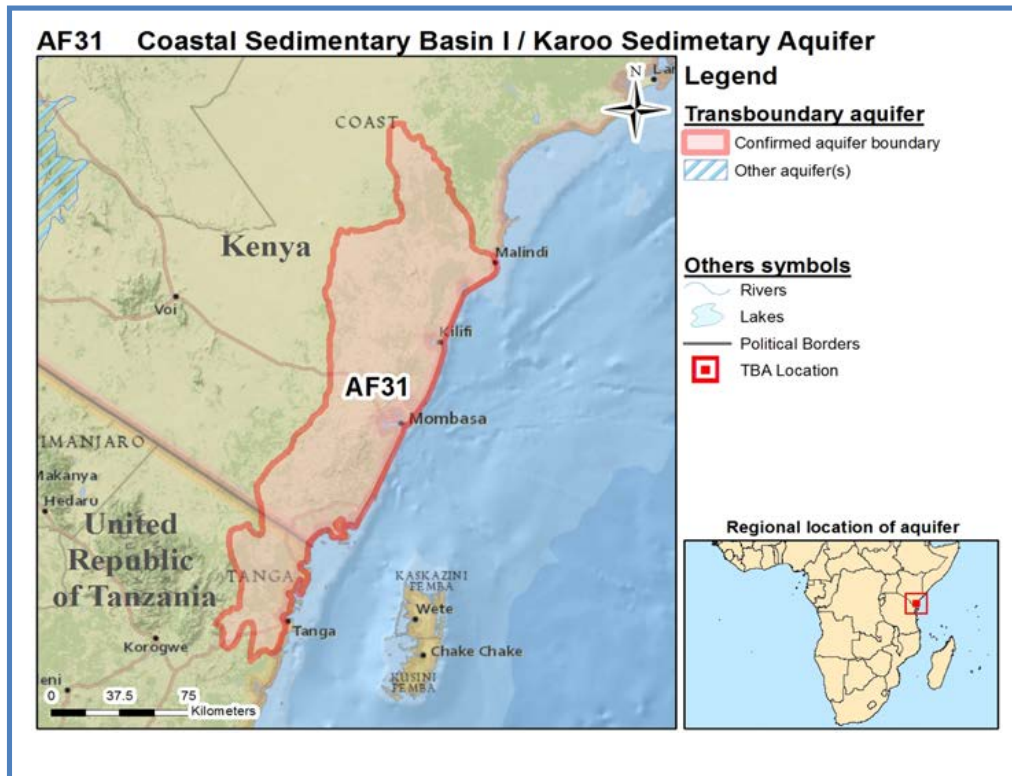 AF31 Coastal Sedimentary Basin I / Karoo Sedimetary Aquifer
N
COAST
Kenya
Malindi
Voi
Kilifi
AF31
Mombasa
IMANJARO
Makanya
Hedaru
United
Republic
of Tanzania
TANGA
Tanga
Korogwe
KASKAZINI
PEMBA
Wete
Chake Chake
KUSINI
PEMBA
0 37.5 75
Kilometers
Legend
Transboundary aquifer
Confirmed aquifer boundary
Other aquifer(s)
Others symbols
Rivers
Lakes
Political Borders
TBA Location
Regional location of aquifer